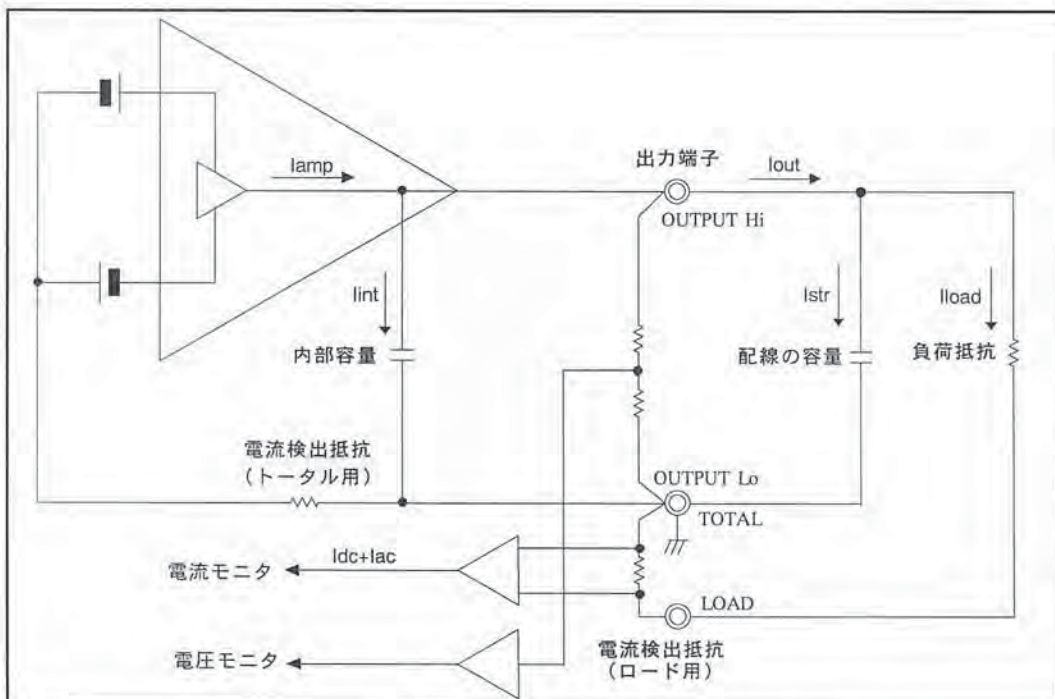 Iamp
出力端子
Iout
OUTPUT Hi
Iint
Istr
Iload
内部容量
配線の容量
負荷抵抗
電流検出抵抗
(トータル用)
OUTPUT Lo
TOTAL
Idc+Iac
電流モニタ
LOAD
電流検出抵抗
(ロード用)
電圧モニタ